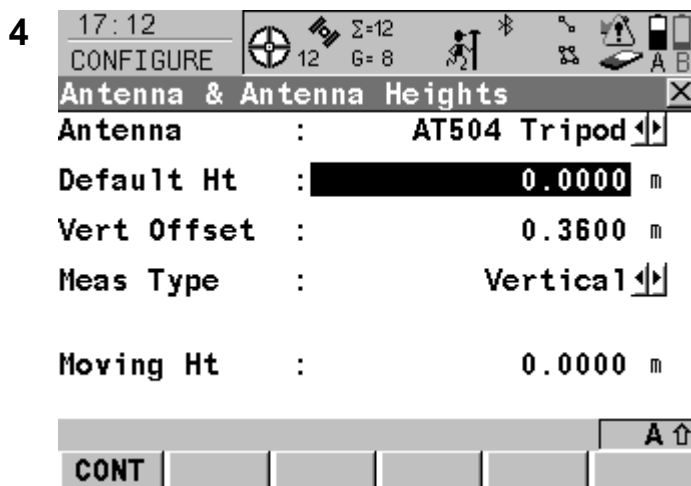 4
17:12
CONFIGURE
12
Σ=12
G= 8
A B
Antenna & Antenna Heights
Antenna : AT504 Tripod
Default Ht : 0.0000 m
Vert Offset : 0.3600 m
Meas Type : Vertical
Moving Ht : 0.0000 m
A
CONT